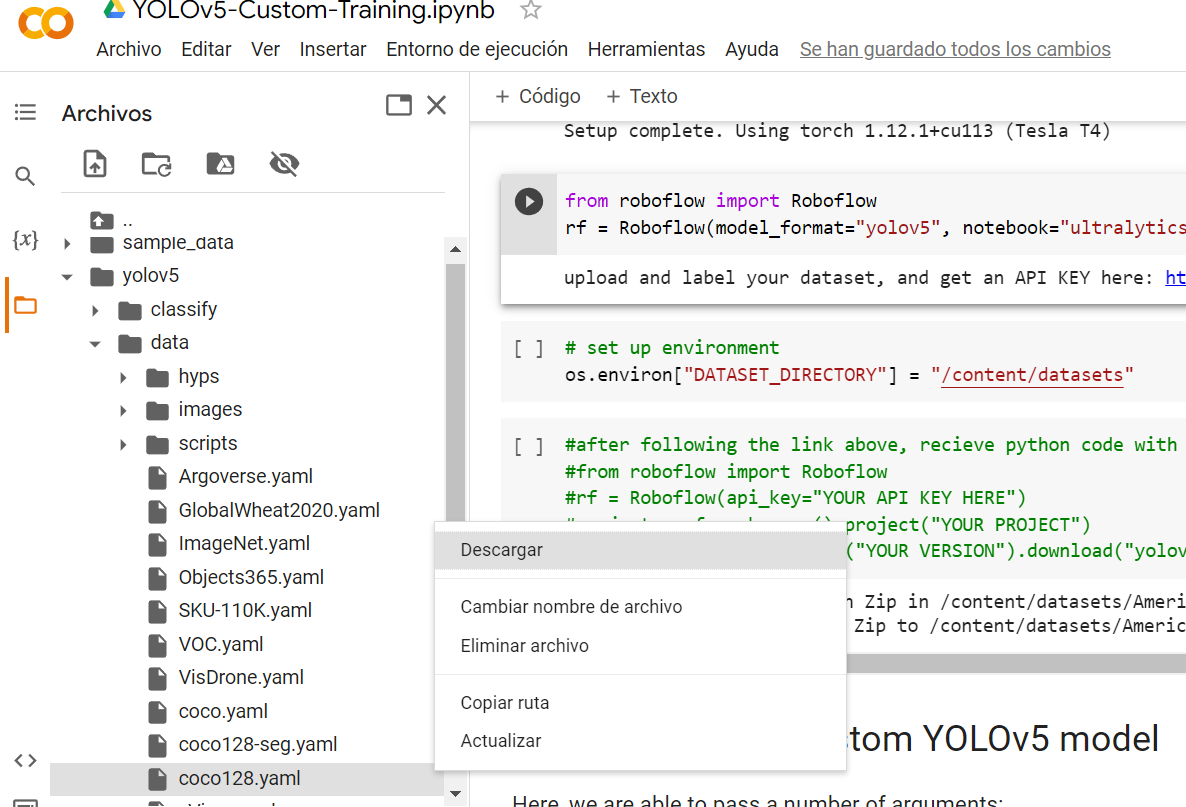 YOLOv5-Custom-Training.ipynb
Archivo Editar Ver Insertar Entorno de ejecución Herramientas Ayuda Se han guardado todos los cambios
Archivos
+ Código + Texto
..
sample_data
yolov5
classify
data
hyps
images
scripts
Argoverse.yaml
GlobalWheat2020.yaml
ImageNet.yaml
Objects365.yaml
SKU-110K.yaml
VOC.yaml
VisDrone.yaml
coco.yaml
coco128-seg.yaml
coco128.yaml
{x}
<>
Setup complete. Using torch 1.12.1+cu113 (Tesla T4)
from roboflow import Roboflow
rf = Roboflow(model_format="yolov5", notebook="ultralytics
upload and label your dataset, and get an API KEY here: ht
[ ] # set up environment
os.environ["DATASET_DIRECTORY"] = "/content/datasets"
[ ] #after following the link above, recieve python code with
#from roboflow import Roboflow
#rf = Roboflow(api_key="YOUR API KEY HERE")
project("YOUR PROJECT")
("YOUR VERSION").download("yolov
Zip in /content/datasets/Ameri
Zip to /content/datasets/Americ
Descargar
Cambiar nombre de archivo
Eliminar archivo
Copiar ruta
Actualizar
tom YOLOv5 model
Here, we are able to pass a number of arguments: